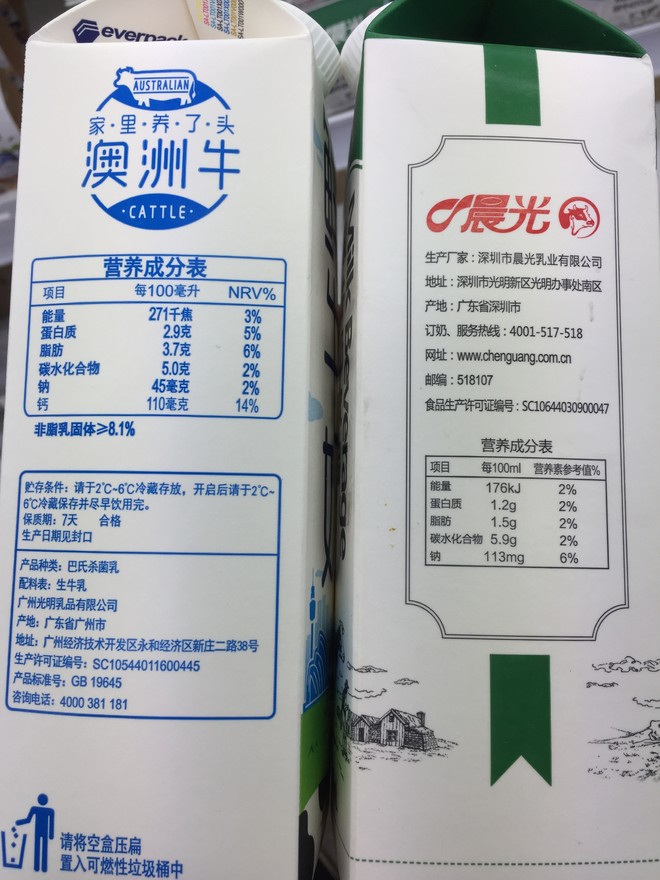 everpack
AUSTRALIAN
家·里·养·了·头
澳洲牛
·CATTLE·
营养成分表
项目 每100毫升 NRV%
能量 271千焦 3%
蛋白质 2.9克 5%
脂肪 3.7克 6%
碳水化合物 5.0克 2%
钠 45毫克 2%
钙 110毫克 14%
非脂乳固体≥8.1%
贮存条件：请于2℃~6℃冷藏存放，开启后请于2℃~
6℃冷藏保存并尽早饮用完。
保质期：7天 合格
生产日期见封口
产品种类：巴氏杀菌乳
配料表：生牛乳
广州光明乳品有限公司
产地：广东省广州市
地址：广州经济技术开发区永和经济区新庄二路38号
生产许可证编号：SC10544011600445
产品标准号：GB 19645
咨询电话：4000 381 181
请将空盒压扁
置入可燃性垃圾桶中
Milk Beverage
晨光
生产厂家：深圳市晨光乳业有限公司
地址：深圳市光明新区光明办事处南区
产地：广东省深圳市
订奶、服务热线：4001-517-518
网址：www.chenguang.com.cn
邮编：518107
食品生产许可证编号：SC10644030900047
营养成分表
项目 每100ml 营养素参考值%
能量 176kJ 2%
蛋白质 1.2g 2%
脂肪 1.5g 2%
碳水化合物 5.9g 2%
钠 113mg 6%